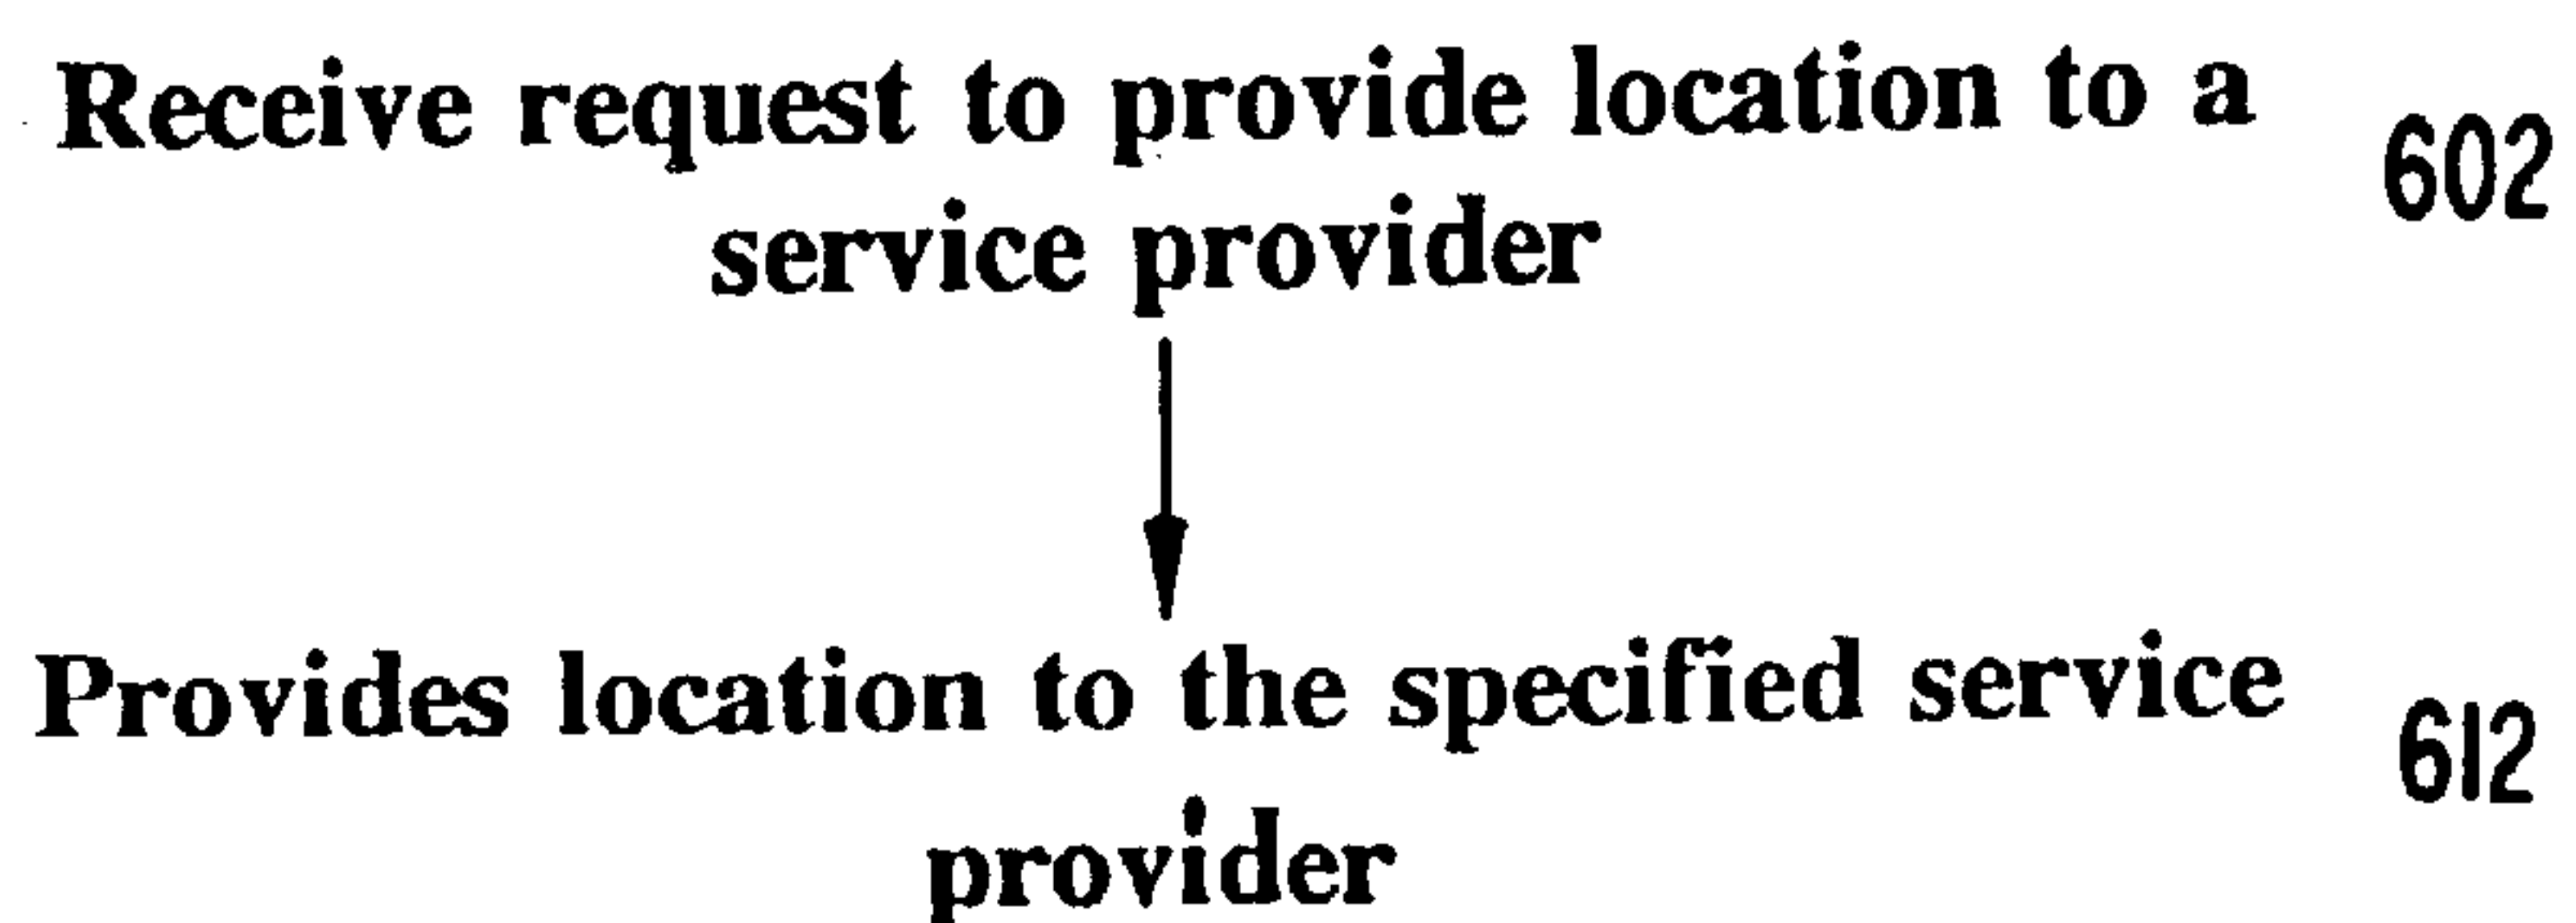 Receive request to provide location to a
602
service provider
Provides location to the specified service
612
provider